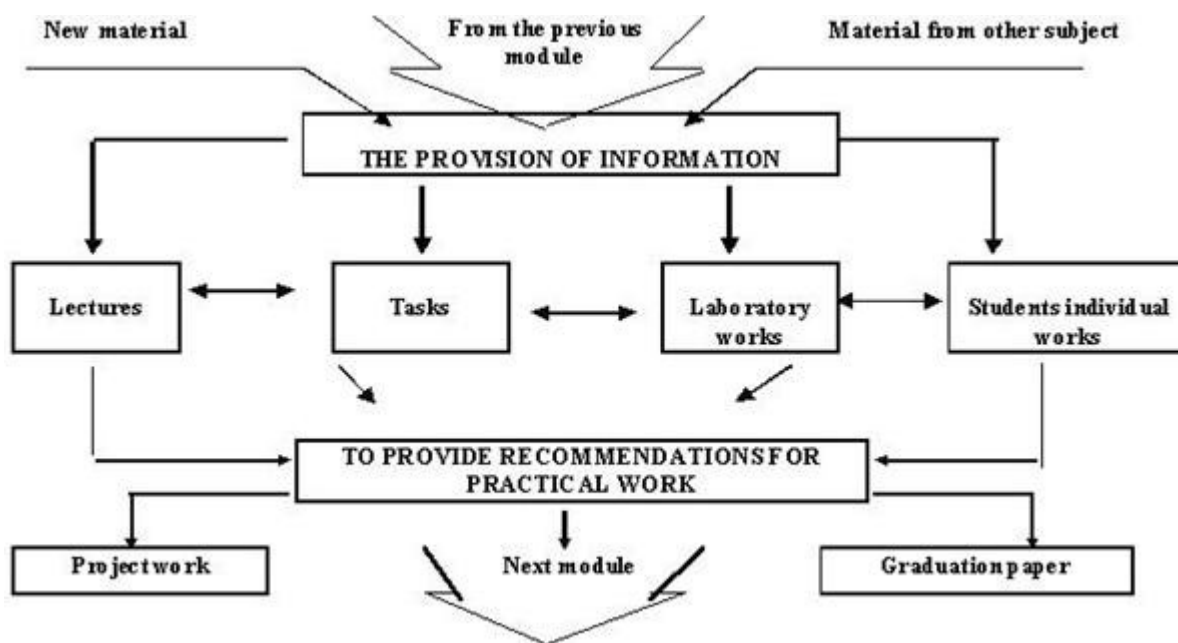 New material
From the previous
module
Material from other subject
THE PROVISION OF INFORMATION
Lectures
Tasks
Laboratory
works
Students individual
works
TO PROVIDE RECOMMENDATIONS FOR
PRACTICAL WORK
Project work
Next module
Graduation paper